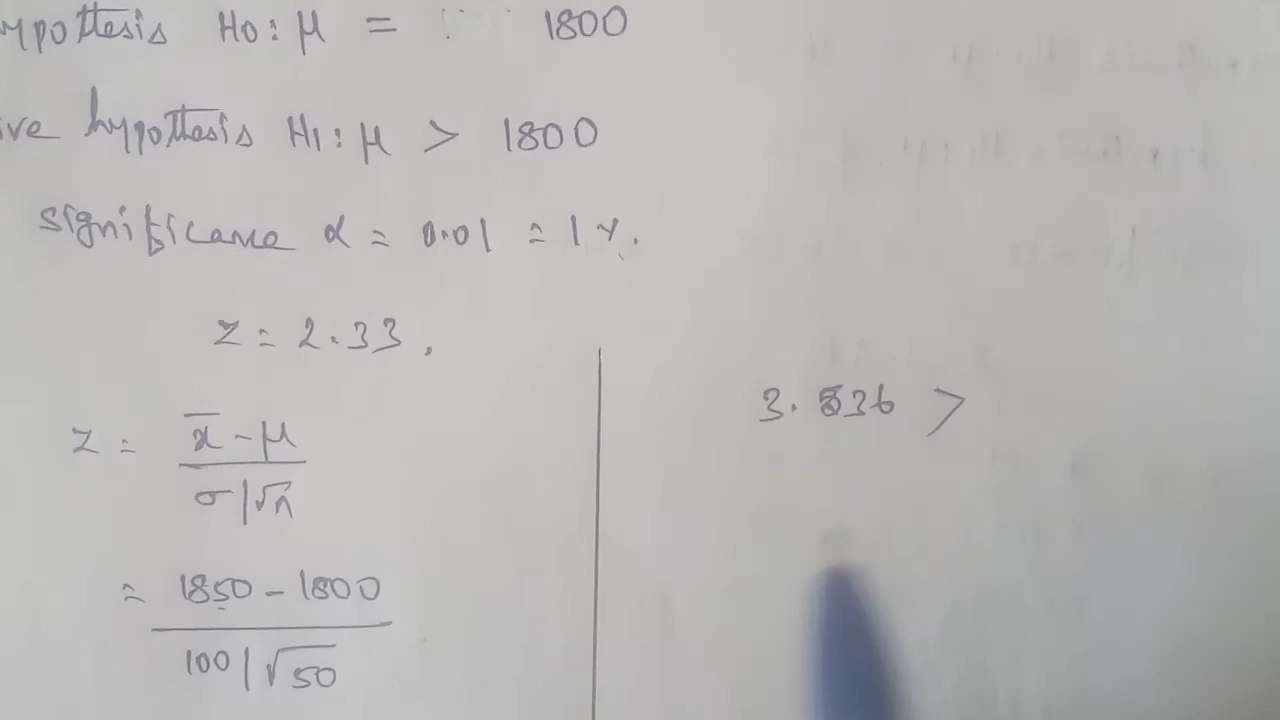 ypothesis H0 : μ = 1800
ive hypothesis H1 : μ > 1800
significance α = 0.01 = 1 %.
z = 2.33,
z = x̄ - μ
σ/√n
= 1850 - 1800
100/√50
3.536 >